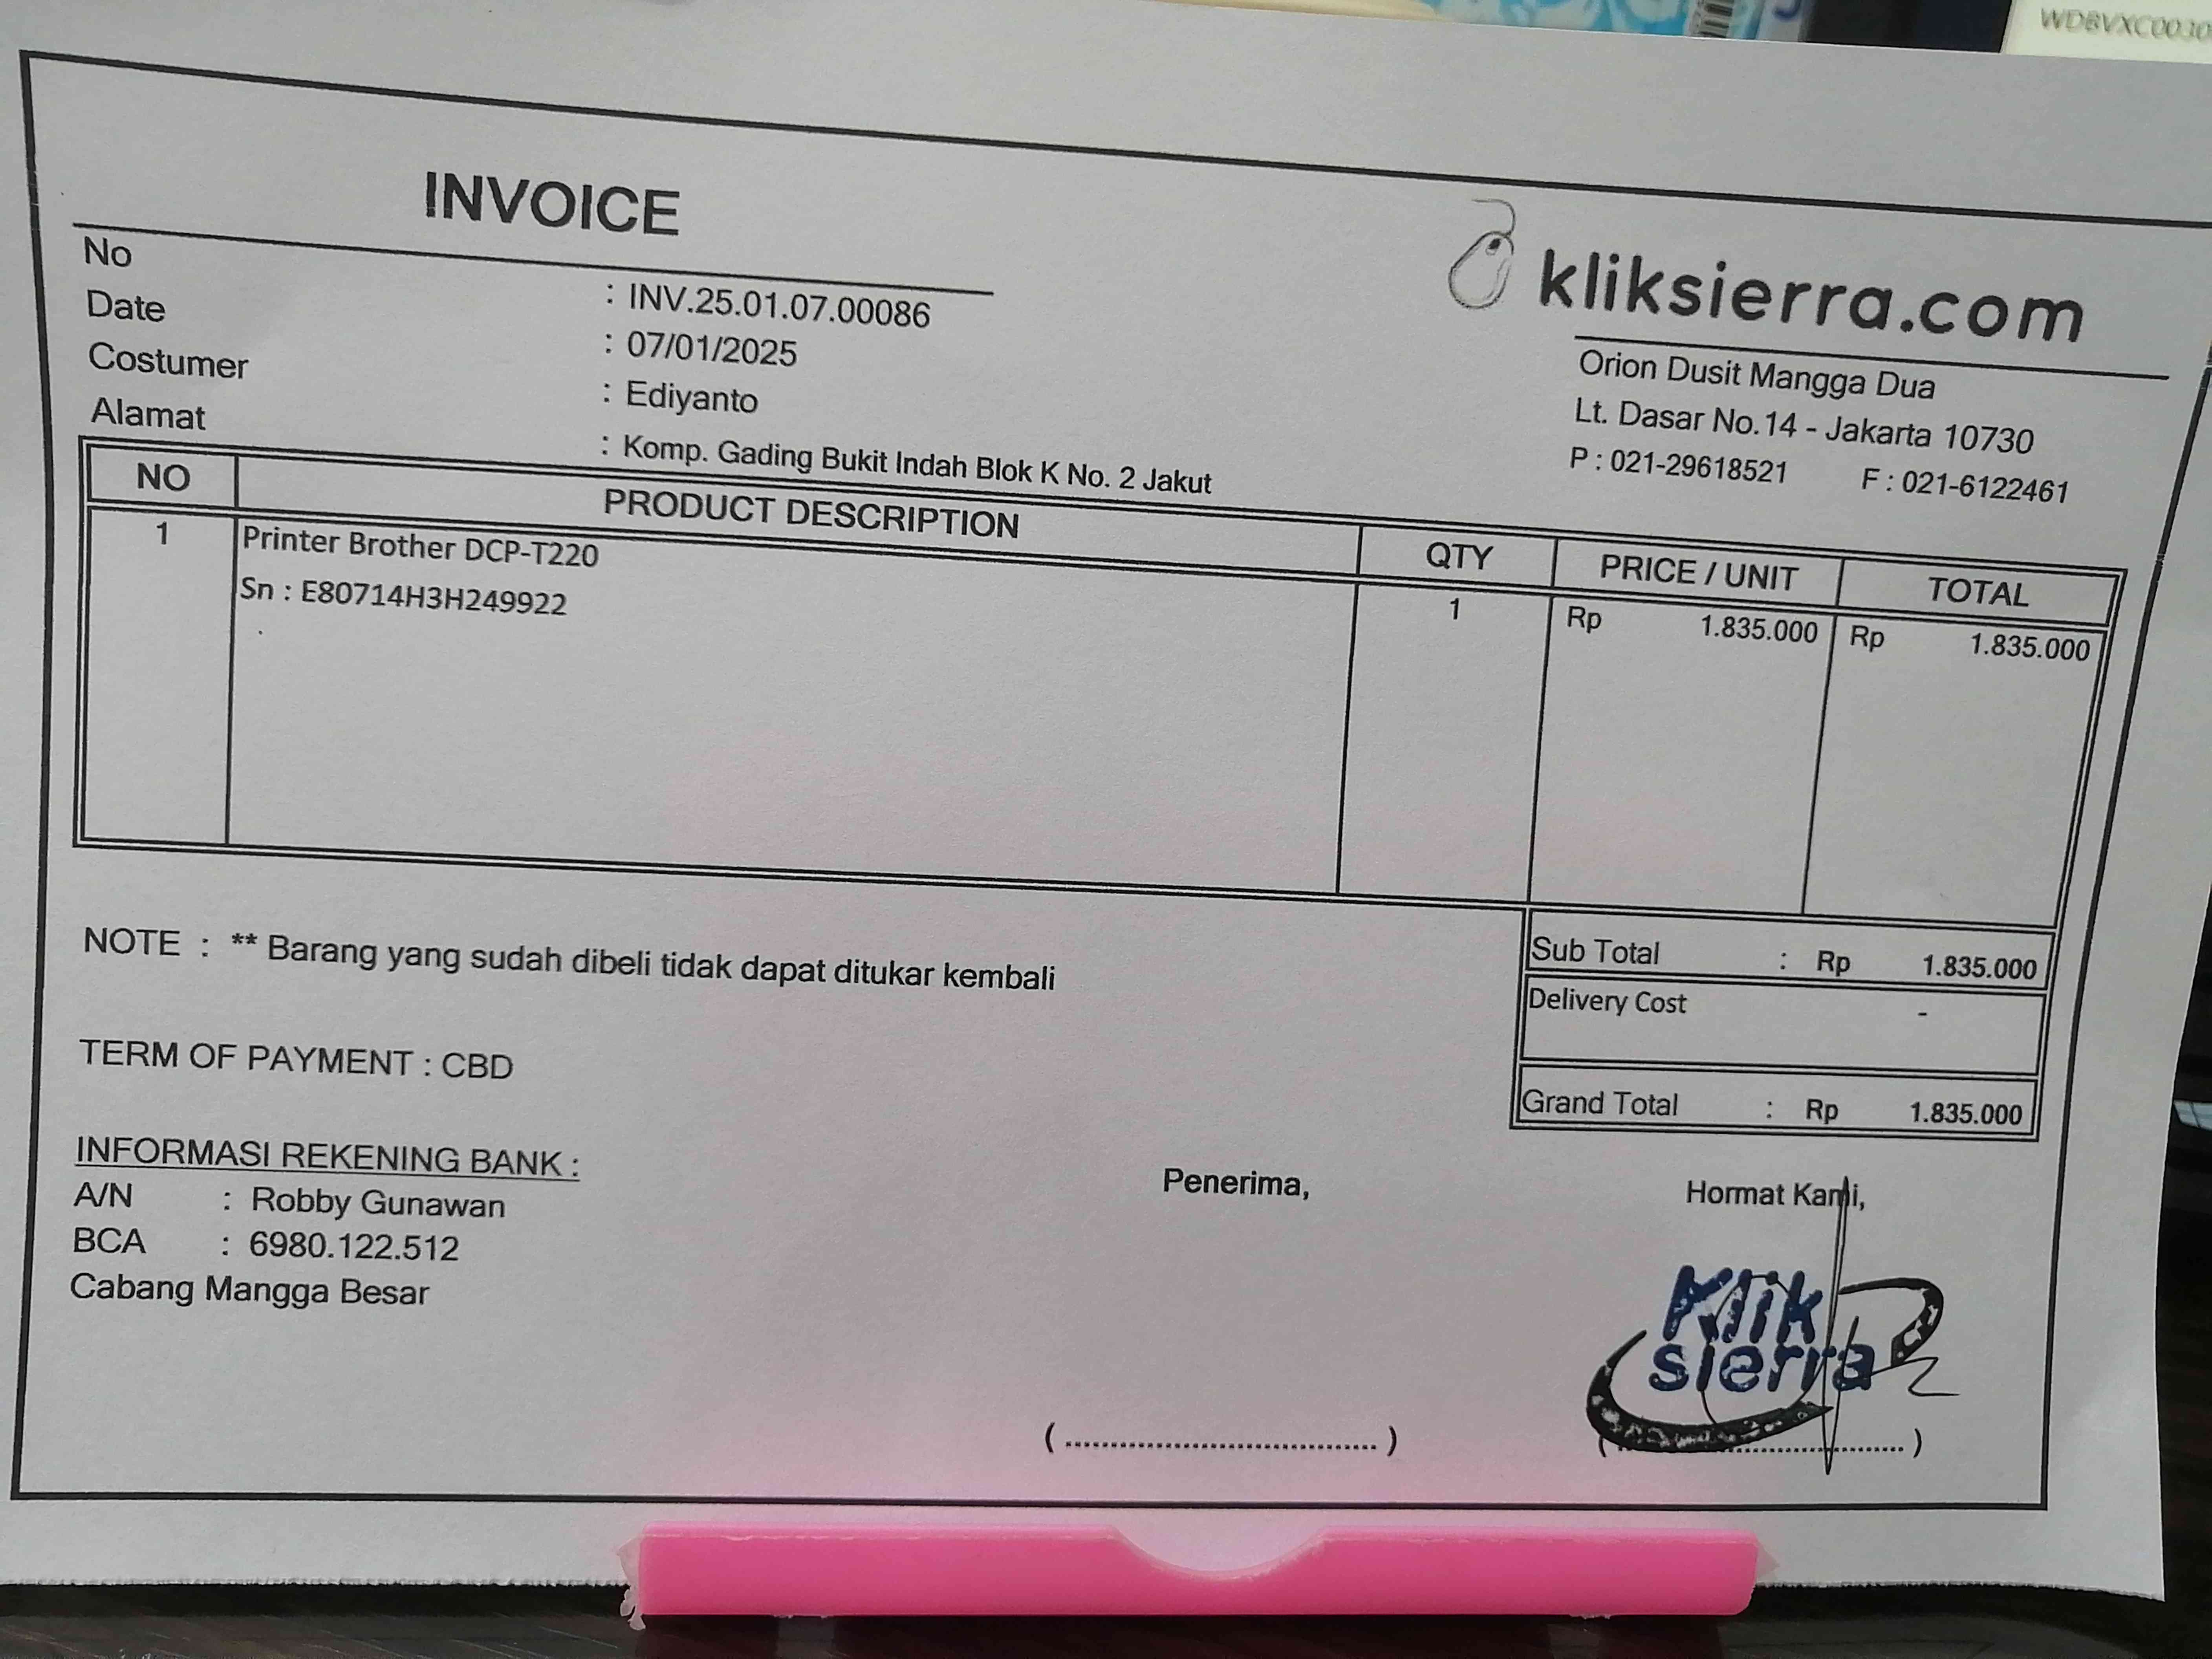 WDBVXC0030
INVOICE
kliksierra.com
Orion Dusit Mangga Dua
Lt. Dasar No.14 - Jakarta 10730
P : 021-29618521 F : 021-6122461
No : INV.25.01.07.00086
Date : 07/01/2025
Costumer : Ediyanto
Alamat : Komp. Gading Bukit Indah Blok K No. 2 Jakut
NO PRODUCT DESCRIPTION QTY PRICE / UNIT TOTAL
1 Printer Brother DCP-T220 1 Rp 1.835.000 Rp 1.835.000
Sn : E80714H3H249922
NOTE : ** Barang yang sudah dibeli tidak dapat ditukar kembali
Sub Total : Rp 1.835.000
Delivery Cost -
Grand Total : Rp 1.835.000
TERM OF PAYMENT : CBD
INFORMASI REKENING BANK :
A/N : Robby Gunawan
BCA : 6980.122.512
Cabang Mangga Besar
Penerima,
(....................................)
Hormat Kami,
Klik
sierra
(....................................)